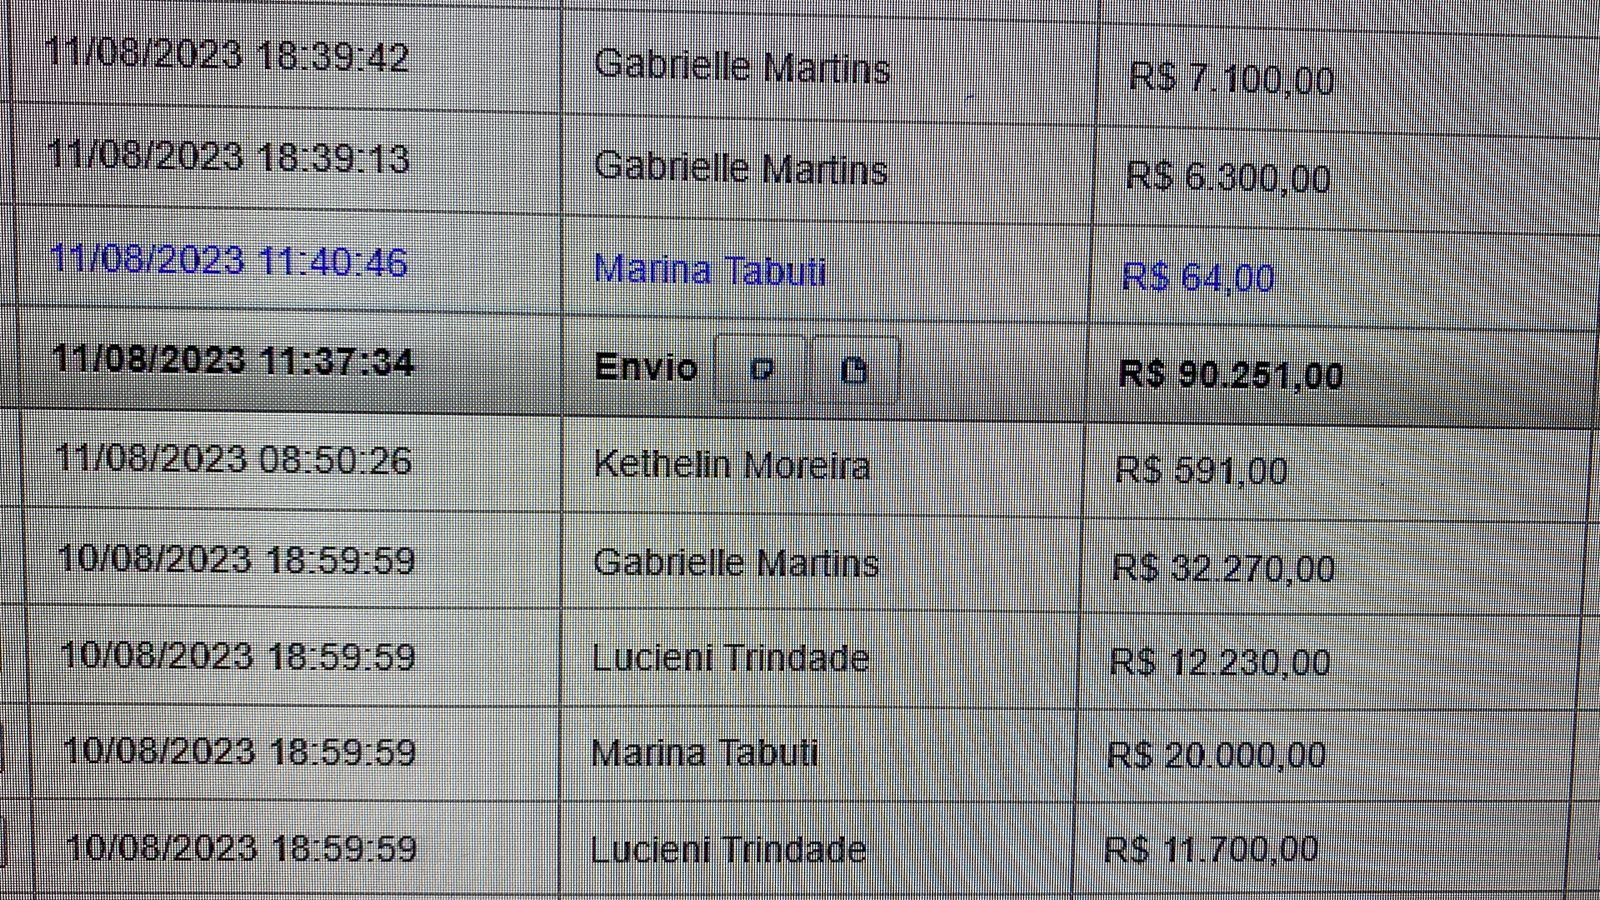 11/08/2023 18:39:42 Gabrielle Martins R$ 7.100,00
11/08/2023 18:39:13 Gabrielle Martins R$ 6.300,00
11/08/2023 11:40:46 Marina Tabuti R$ 64,00
11/08/2023 11:37:34 Envio R$ 90.251,00
11/08/2023 08:50:26 Kethelin Moreira R$ 591,00
10/08/2023 18:59:59 Gabrielle Martins R$ 32.270,00
10/08/2023 18:59:59 Lucieni Trindade R$ 12.230,00
10/08/2023 18:59:59 Marina Tabuti R$ 20.000,00
10/08/2023 18:59:59 Lucieni Trindade R$ 11.700,00